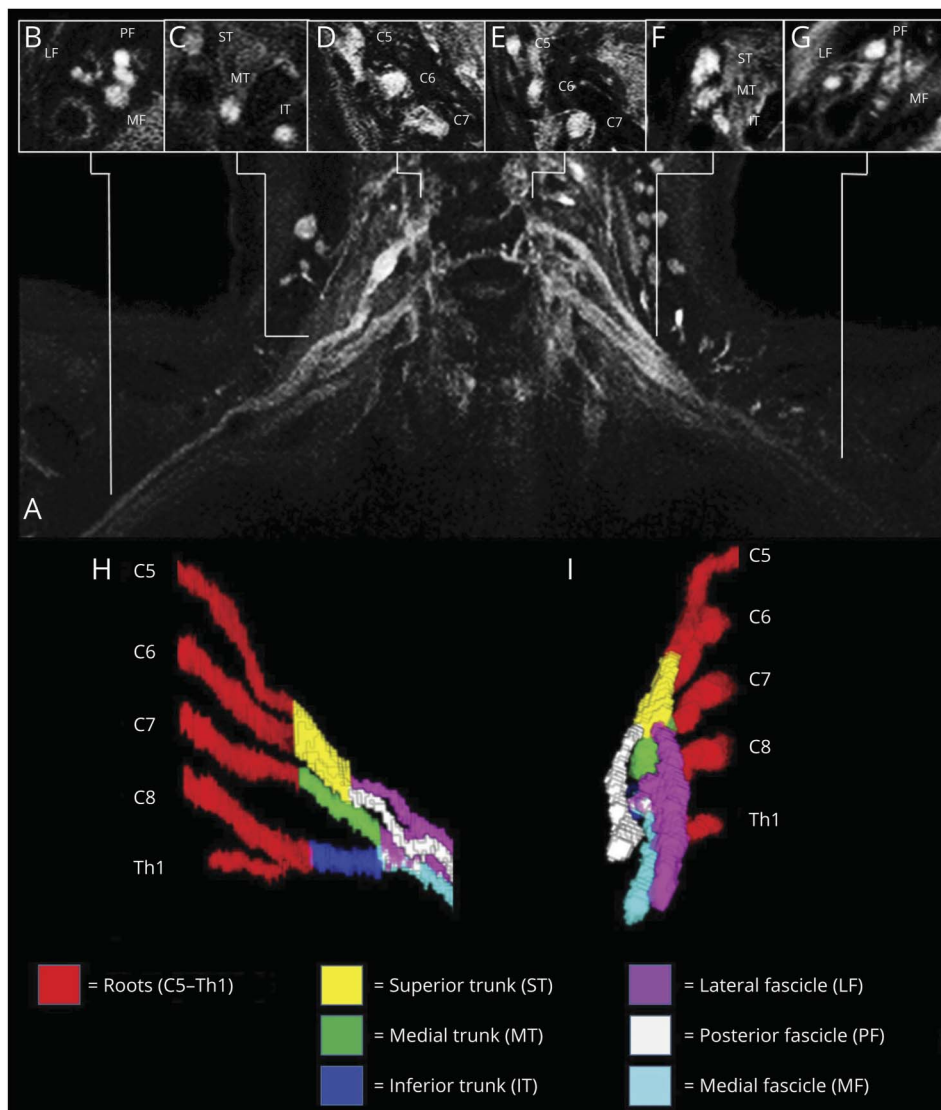 B PF LF MF
C ST MT IT
D C5 C6 C7
E C5 C6 C7
F ST MT IT
G PF LF MF
A
H C5 C6 C7 C8 Th1
I C5 C6 C7 C8 Th1
= Roots (C5–Th1)
= Superior trunk (ST)
= Lateral fascicle (LF)
= Medial trunk (MT)
= Posterior fascicle (PF)
= Inferior trunk (IT)
= Medial fascicle (MF)